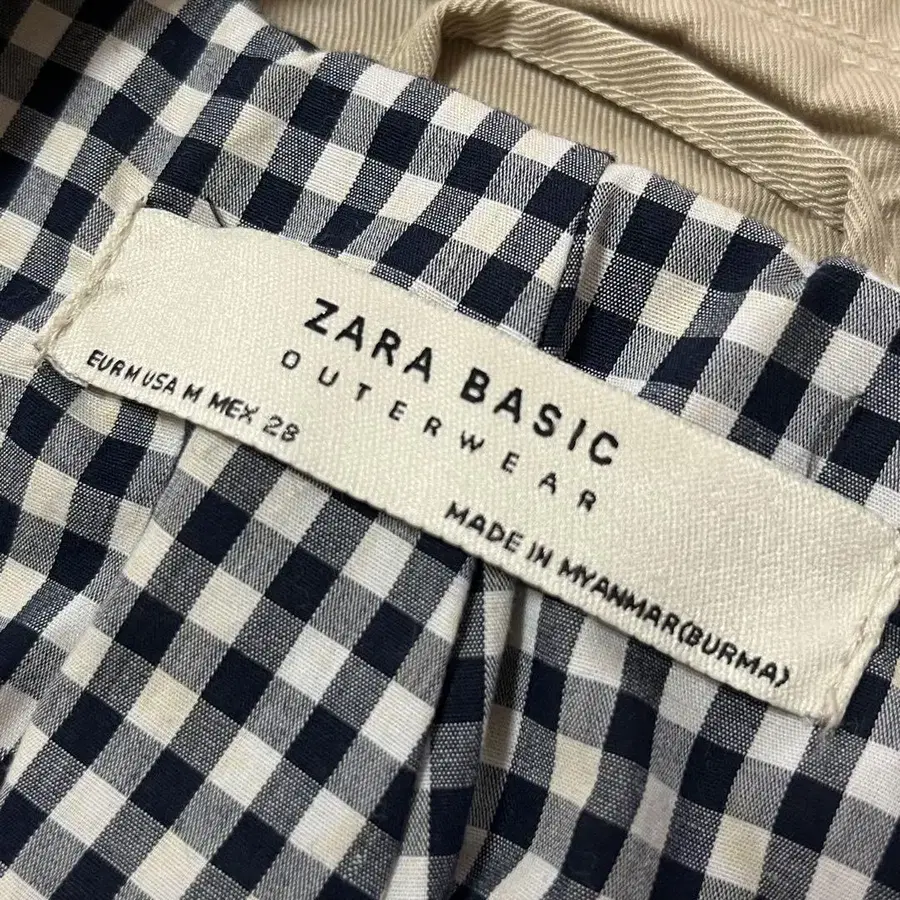 ZARA BASIC
OUTERWEAR
EUR M USA M MEX 28
MADE IN MYANMAR(BURMA)